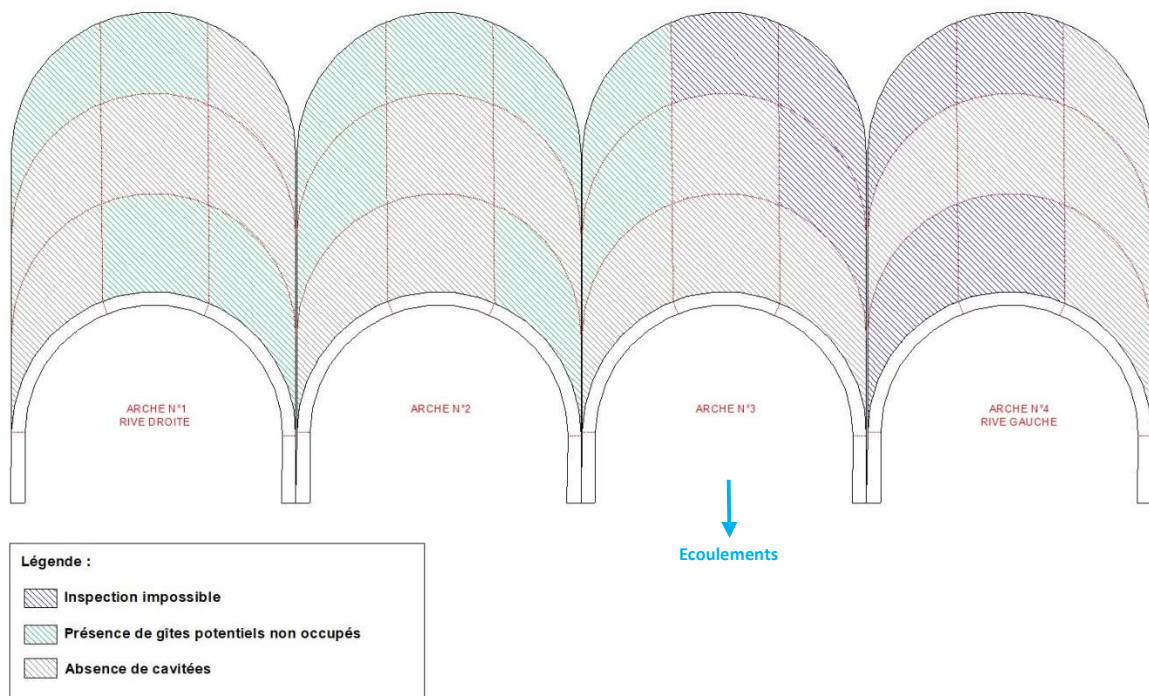 ARCHE N°1
RIVE DROITE
ARCHE N°2
ARCHE N°3
ARCHE N°4
RIVE GAUCHE
Ecoulements
Légende :
Inspection impossible
Présence de gîtes potentiels non occupés
Absence de cavitées